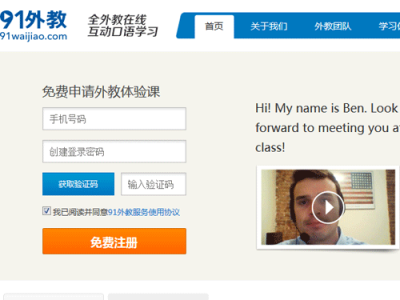 91外教
91waijiao.com
全外教在线
互动口语学习
首页
关于我们
外教团队
学习
免费申请外教体验课
手机号码
创建登录密码
获取验证码
输入验证码
我已阅读并同意91外教服务使用协议
免费注册
Hi! My name is Ben. Look
forward to meeting you
class!